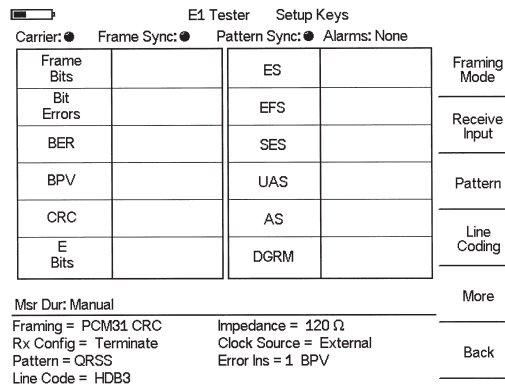 E1 Tester Setup Keys
Carrier: Frame Sync: Pattern Sync: Alarms: None
Frame
Bits
Bit
Errors
BER
BPV
CRC
E
Bits
ES
EFS
SES
UAS
AS
DGRM
Framing
Mode
Receive
Input
Pattern
Line
Coding
More
Back
Msr Dur: Manual
Framing = PCM31 CRC
Rx Config = Terminate
Pattern = QRSS
Line Code = HDB3
Impedance = 120 Ω
Clock Source = External
Error Ins = 1 BPV